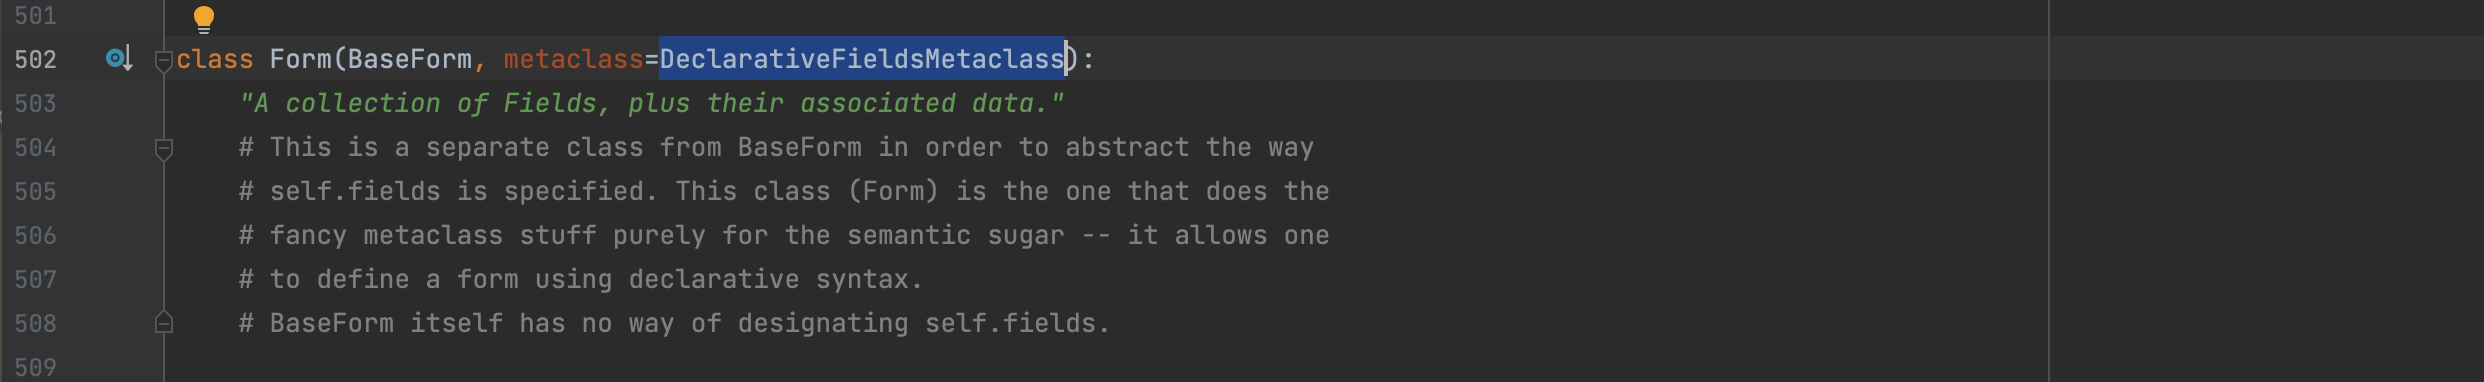 501
502 class Form(BaseForm, metaclass=DeclarativeFieldsMetaclass):
503 "A collection of Fields, plus their associated data."
504 # This is a separate class from BaseForm in order to abstract the way
505 # self.fields is specified. This class (Form) is the one that does the
506 # fancy metaclass stuff purely for the semantic sugar -- it allows one
507 # to define a form using declarative syntax.
508 # BaseForm itself has no way of designating self.fields.
509